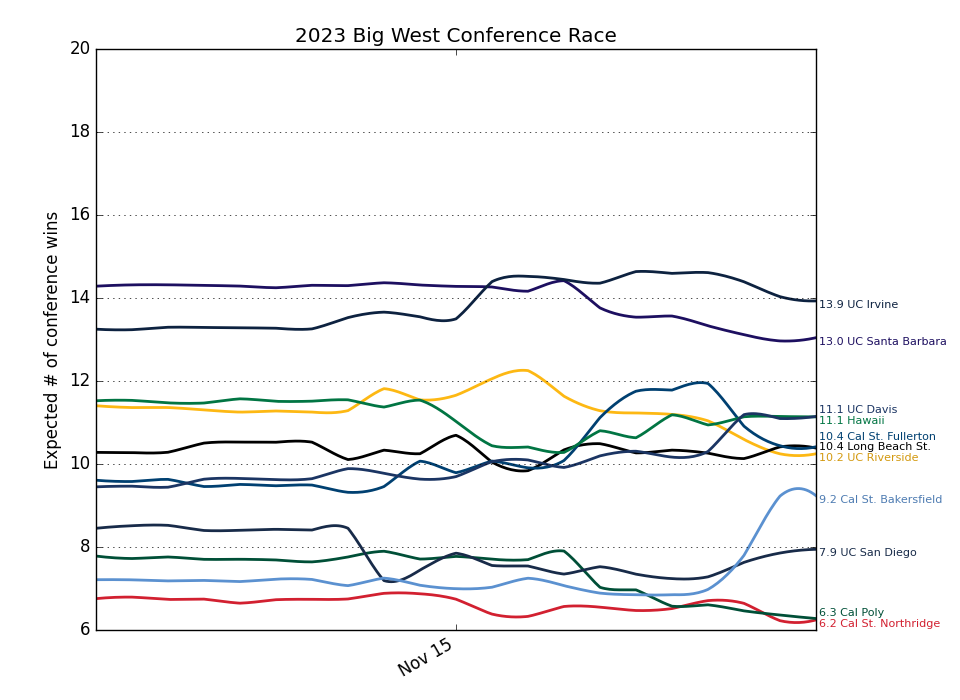 2023 Big West Conference Race
20
18
16
14
12
10
8
6
Expected # of conference wins
Nov 15
13.9 UC Irvine
13.0 UC Santa Barbara
11.1 UC Davis
11.1 Hawaii
10.4 Cal St. Fullerton
10.4 Long Beach St.
10.2 UC Riverside
9.2 Cal St. Bakersfield
7.9 UC San Diego
6.3 Cal Poly
6.2 Cal St. Northridge